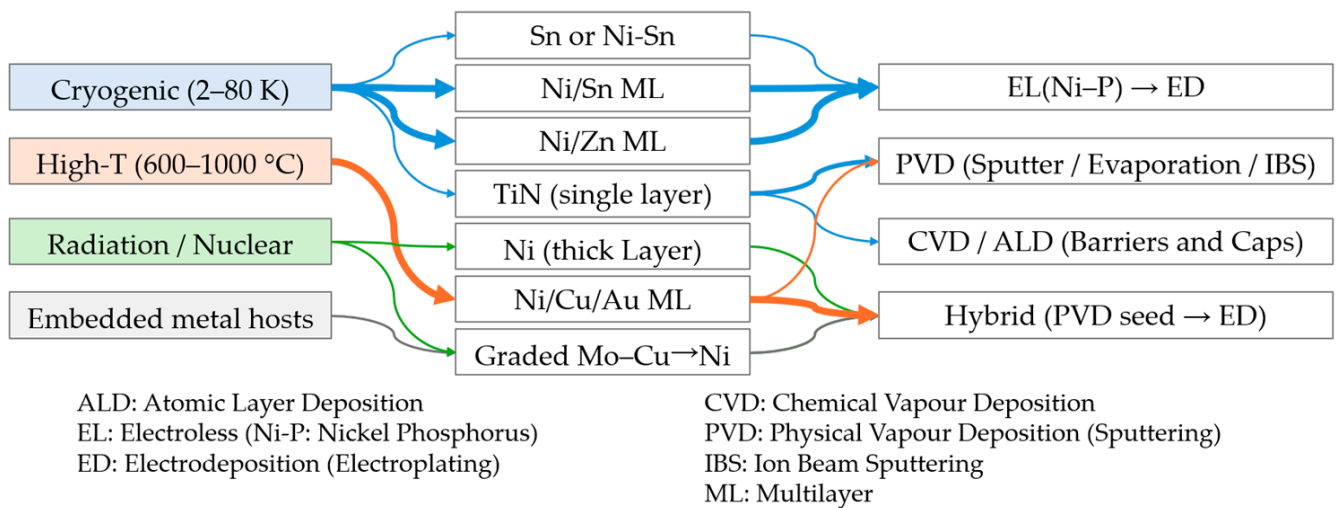 Cryogenic (2–80 K)
High-T (600–1000 °C)
Radiation / Nuclear
Embedded metal hosts
Sn or Ni-Sn
Ni/Sn ML
Ni/Zn ML
TiN (single layer)
Ni (thick Layer)
Ni/Cu/Au ML
Graded Mo–Cu→Ni
EL(Ni–P) → ED
PVD (Sputter / Evaporation / IBS)
CVD / ALD (Barriers and Caps)
Hybrid (PVD seed → ED)
ALD: Atomic Layer Deposition
EL: Electroless (Ni-P: Nickel Phosphorus)
ED: Electrodeposition (Electroplating)
CVD: Chemical Vapour Deposition
PVD: Physical Vapour Deposition (Sputtering)
IBS: Ion Beam Sputtering
ML: Multilayer